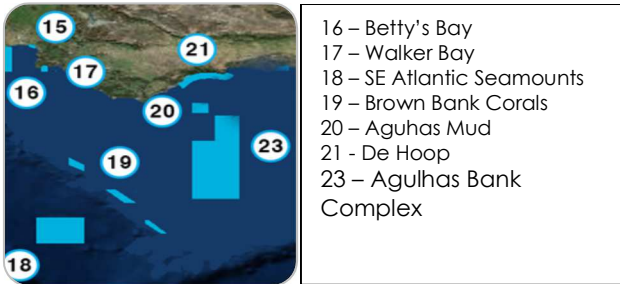 15
21
17
16
20
23
19
18
16 – Betty's Bay
17 – Walker Bay
18 – SE Atlantic Seamounts
19 – Brown Bank Corals
20 – Aguhas Mud
21 - De Hoop
23 – Agulhas Bank
Complex